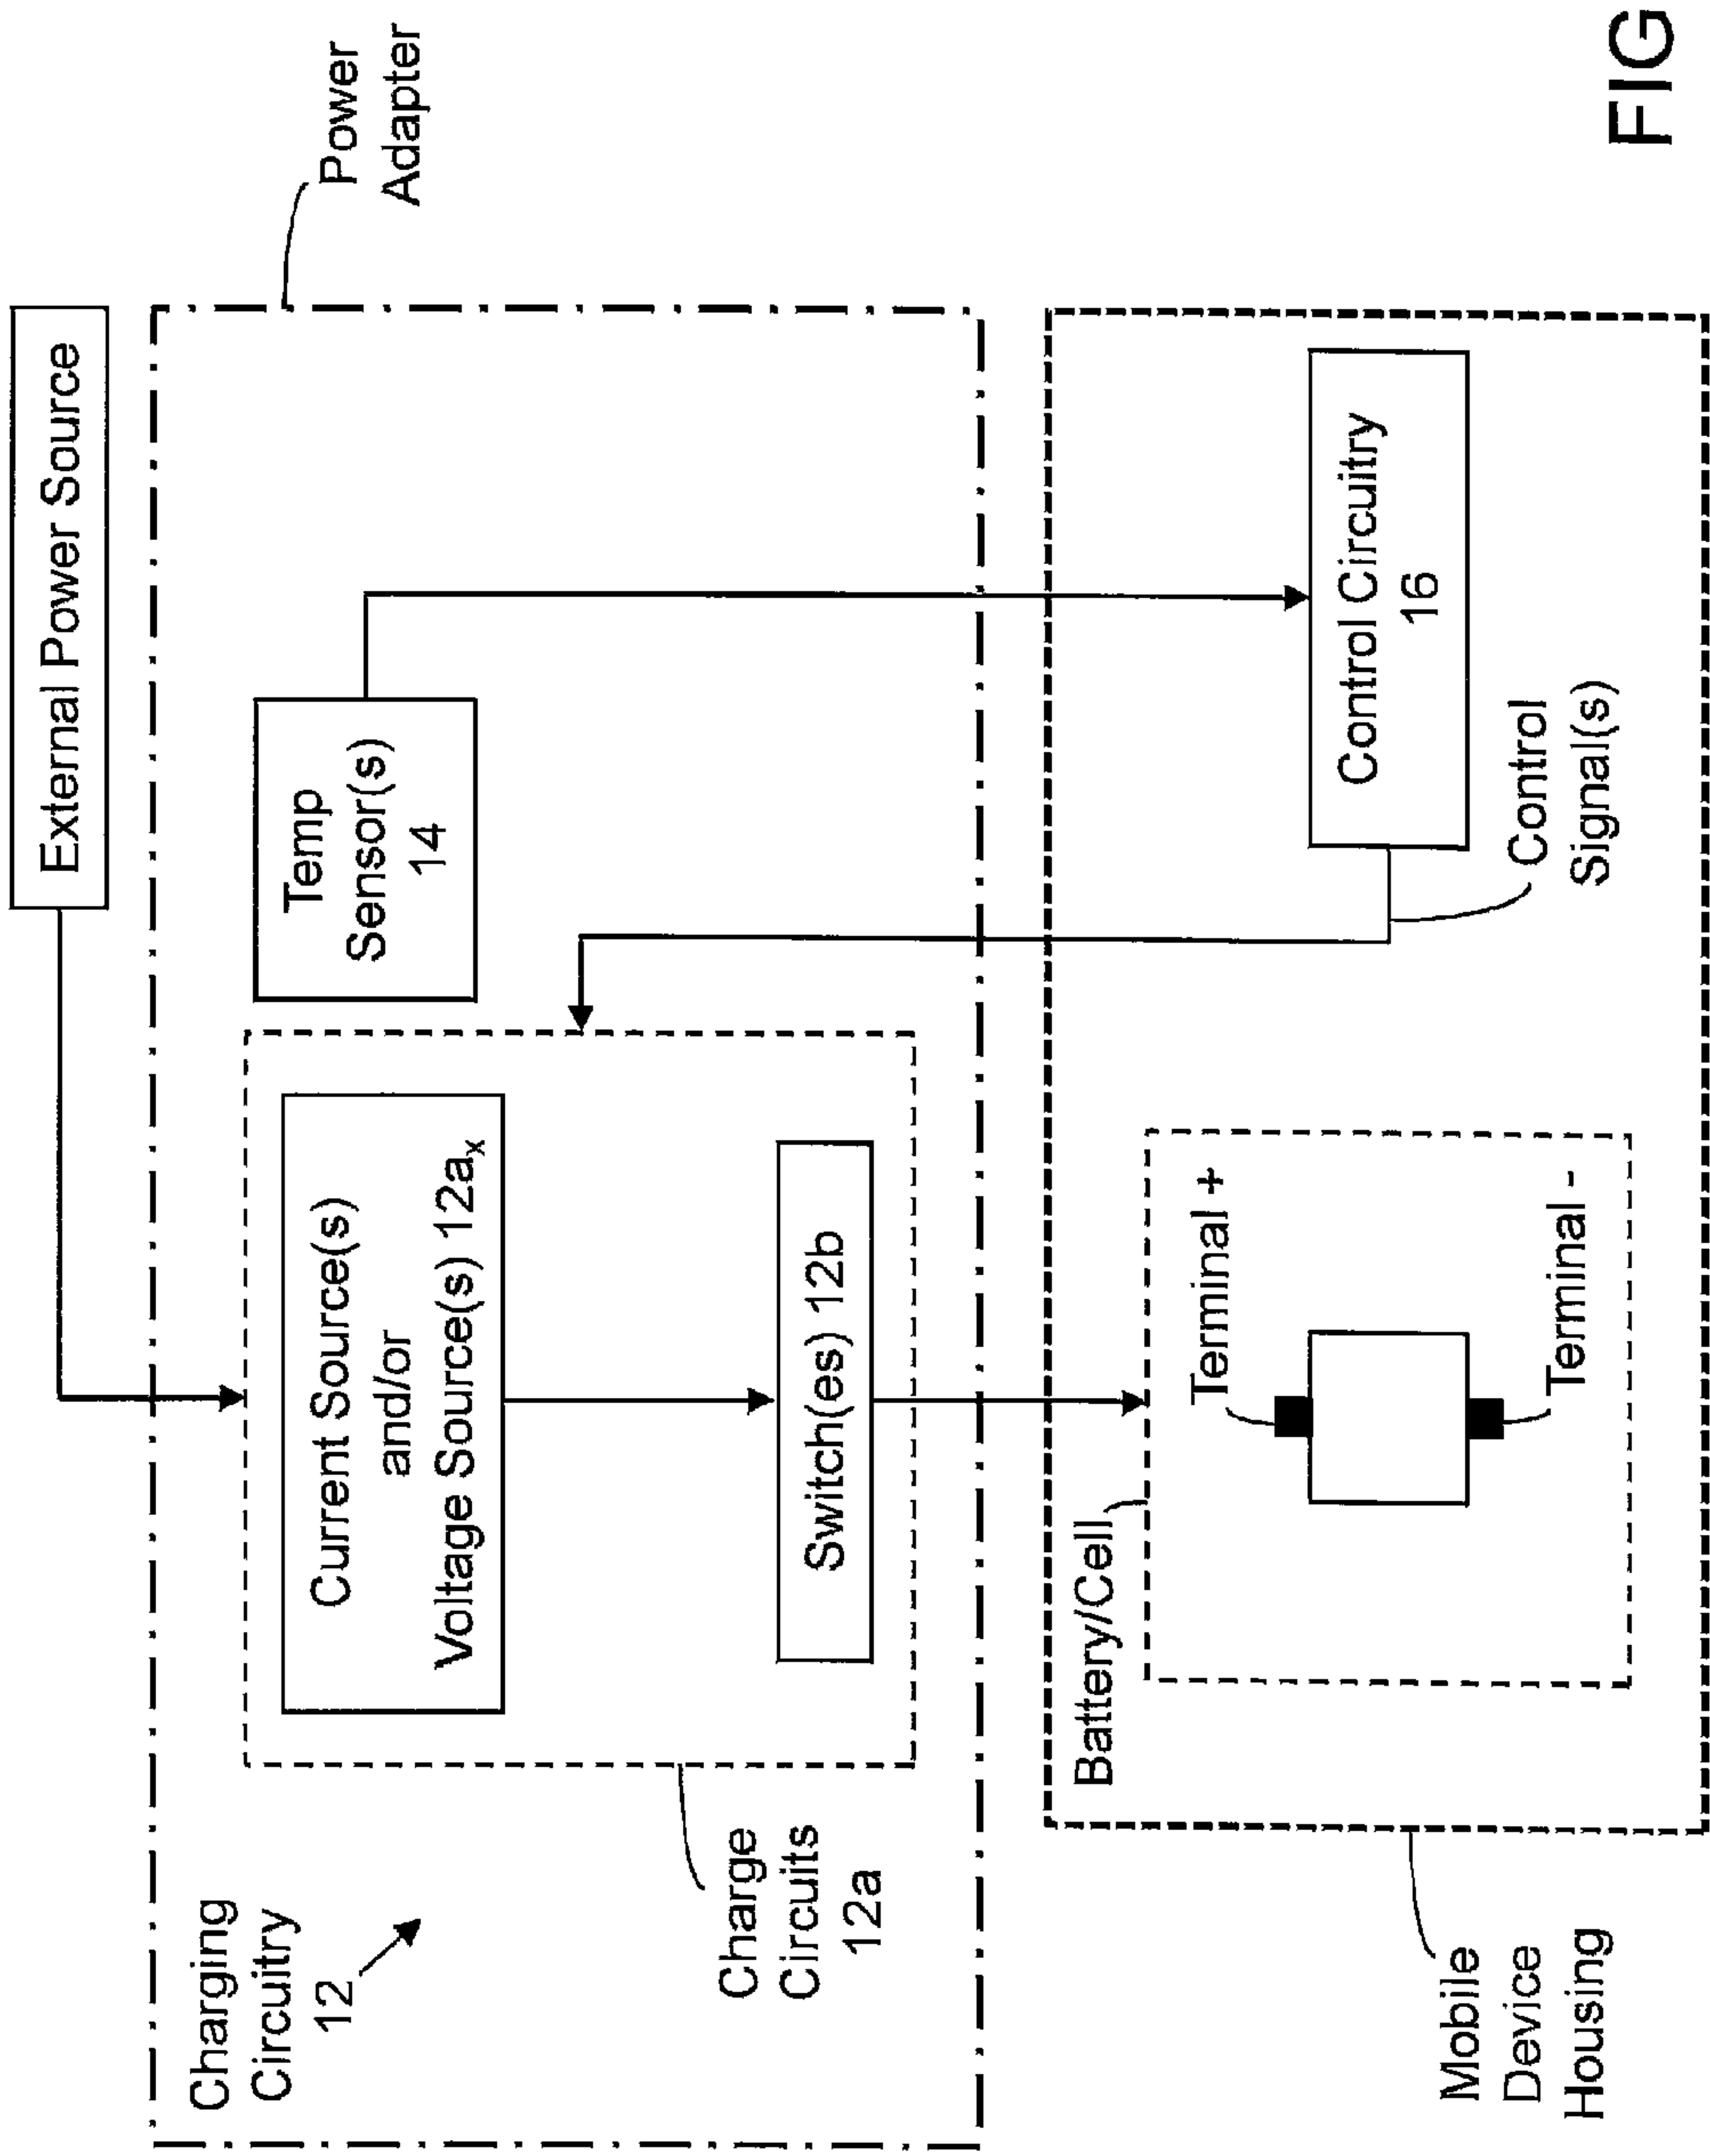 External Power Source
Power
Adapter
Charging
Circuitry
12
Temp
Sensor(s)
14
Current Source(s)
and/or
Voltage Source(s) 12aₓ
Switch(es) 12b
Charge
Circuits
12a
Battery/Cell
Terminal +
Terminal -
Control Circuitry
16
Control
Signal(s)
Mobile
Device
Housing
FIG